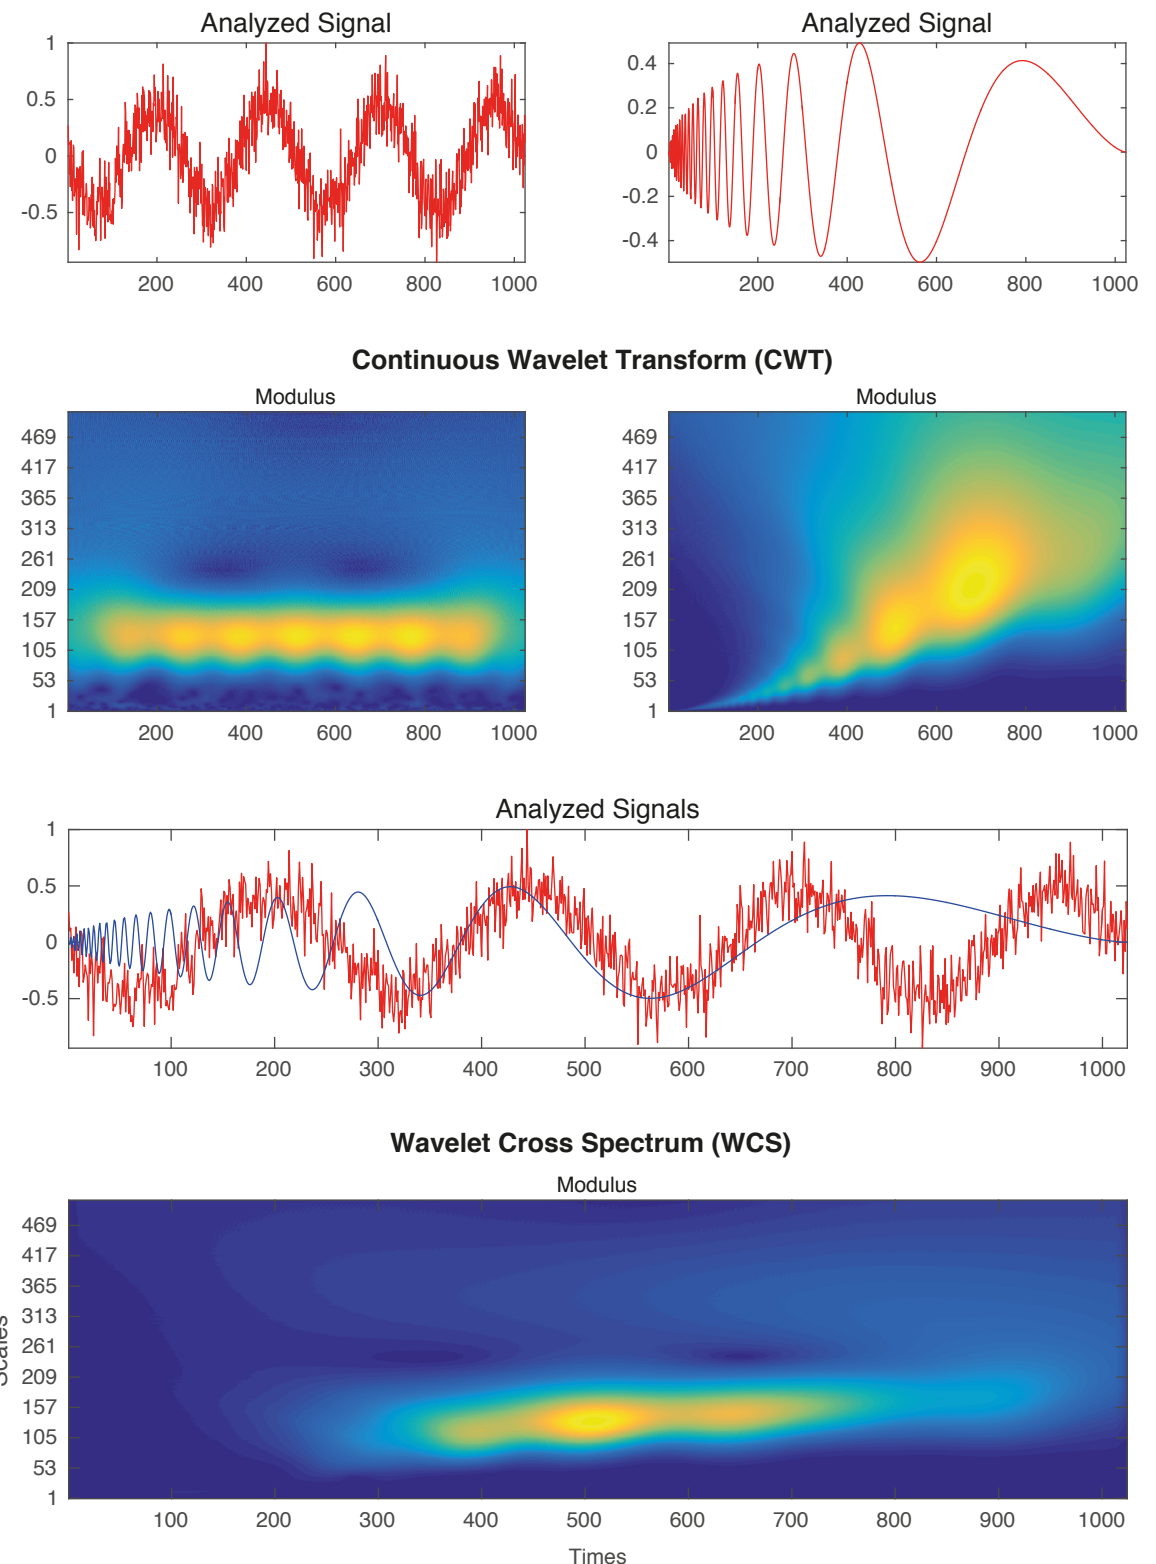 Analyzed Signal
Analyzed Signal
1
0.5
0
-0.5
200 400 600 800 1000
0.4
0.2
0
-0.2
-0.4
200 400 600 800 1000
Continuous Wavelet Transform (CWT)
Modulus
Modulus
469
417
365
313
261
209
157
105
53
1
200 400 600 800 1000
469
417
365
313
261
209
157
105
53
1
200 400 600 800 1000
Analyzed Signals
1
0.5
0
-0.5
100 200 300 400 500 600 700 800 900 1000
Wavelet Cross Spectrum (WCS)
Modulus
Scales
469
417
365
313
261
209
157
105
53
1
100 200 300 400 500 600 700 800 900 1000
Times